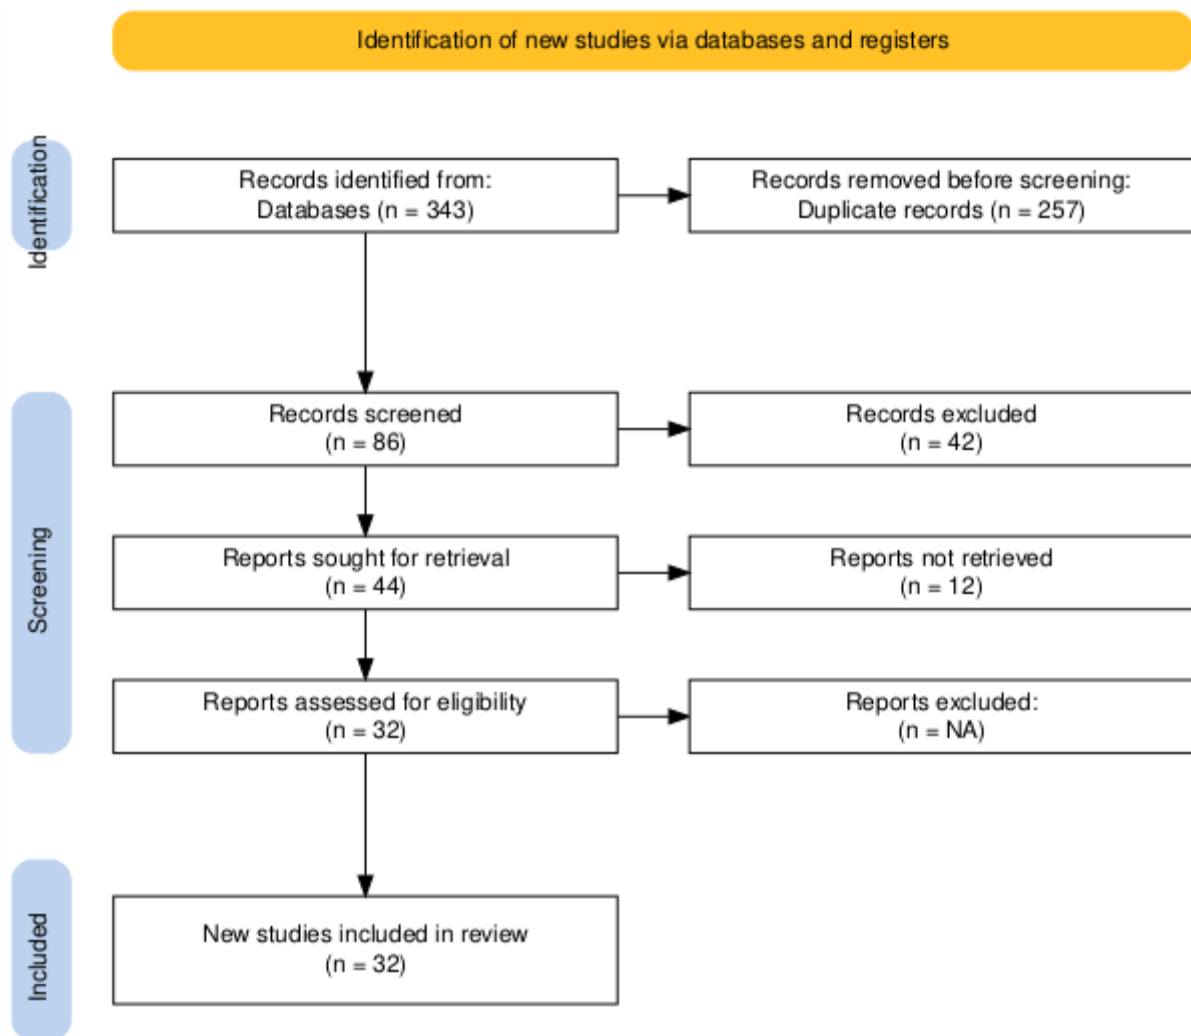 Identification of new studies via databases and registers
Identification
Records identified from:
Databases (n = 343)
Records removed before screening:
Duplicate records (n = 257)
Screening
Records screened
(n = 86)
Records excluded
(n = 42)
Reports sought for retrieval
(n = 44)
Reports not retrieved
(n = 12)
Reports assessed for eligibility
(n = 32)
Reports excluded:
(n = NA)
Included
New studies included in review
(n = 32)